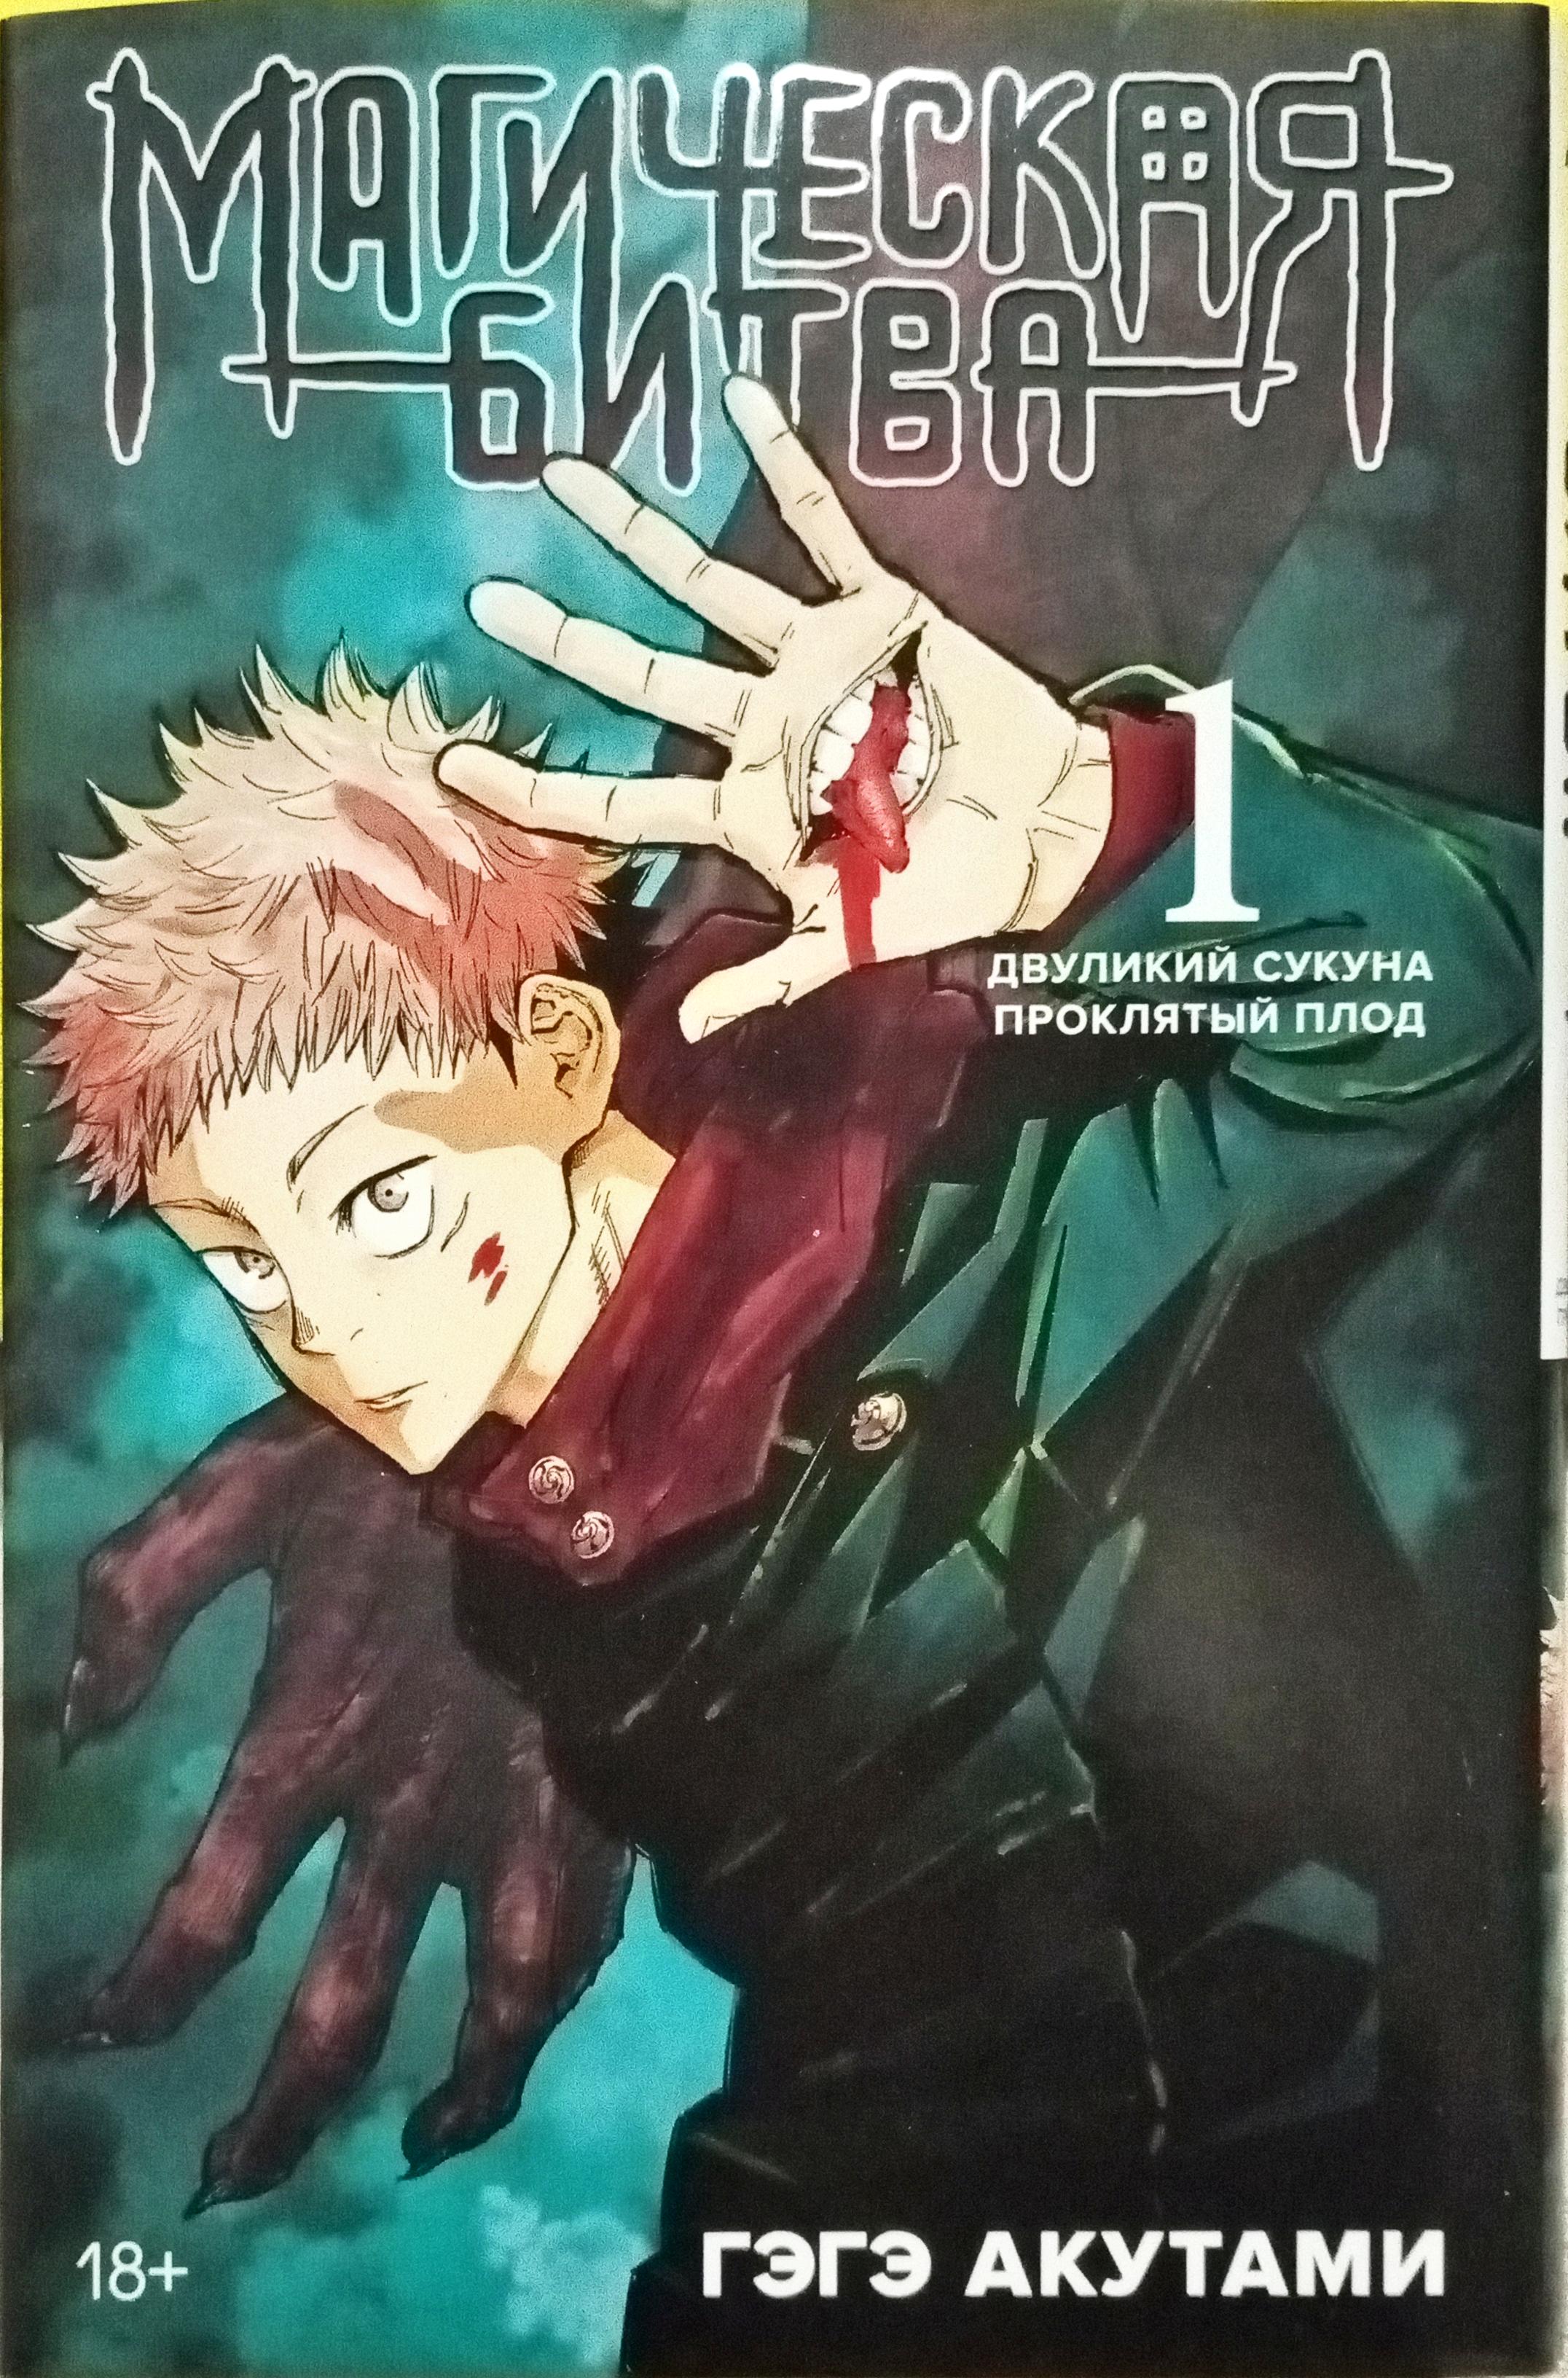 МАГИЧЕСКАЯ
БИТВА
1
ДВУЛИКИЙ СУКУНА
ПРОКЛЯТЫЙ ПЛОД
18+
ГЭГЭ АКУТАМИ